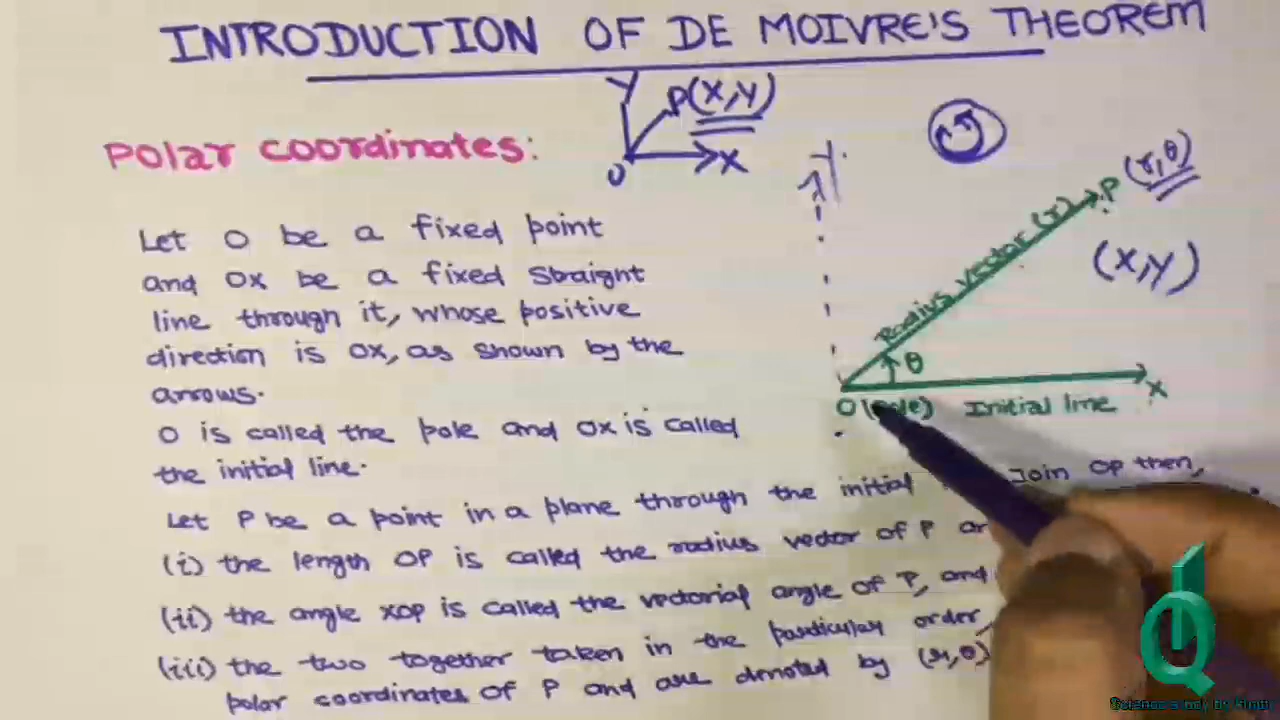 INTRODUCTION OF DE MOIVRE'S THEOREM
Y
P(X,Y)
O
X
Polar coordinates:
Y
(r,θ)
P
Radius vector (r)
(X,Y)
θ
X
O (Pole) Initial line
Let O be a fixed point
and OX be a fixed straight
line through it, whose positive
direction is OX, as shown by the
arrows.
O is called the pole and OX is called
the initial line.
Let P be a point in a plane through the initial Join OP then,
(i) the length OP is called the radius vector of P
(ii) the angle XOP is called the vectorial angle of P, and
(iii) the two together taken in the particular order,
polar coordinates of P and are denoted by (r,θ)